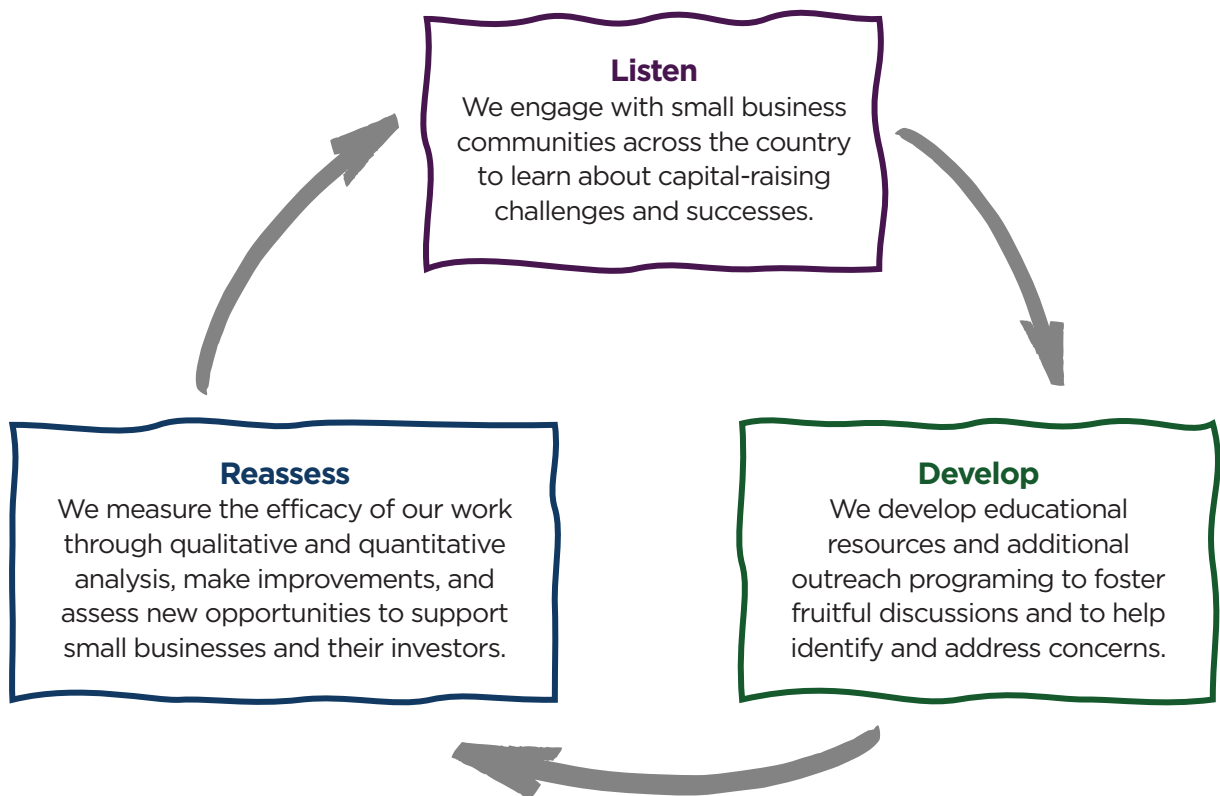 Listen
We engage with small business
communities across the country
to learn about capital-raising
challenges and successes.
Develop
We develop educational
resources and additional
outreach programing to foster
fruitful discussions and to help
identify and address concerns.
Reassess
We measure the efficacy of our work
through qualitative and quantitative
analysis, make improvements, and
assess new opportunities to support
small businesses and their investors.